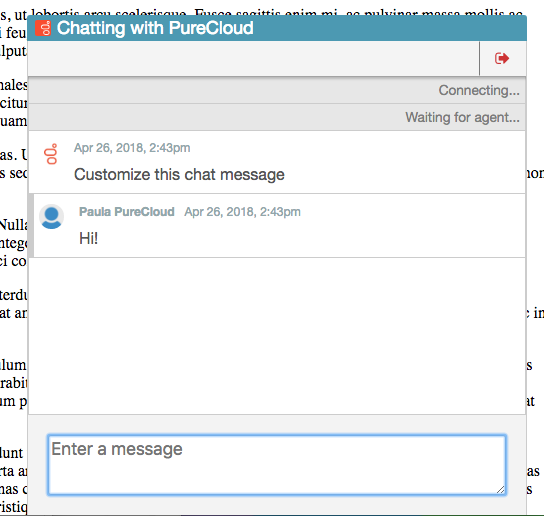 ut lobortis arcu scelerisque. Fusce sagittis enim mi, ac pulvinar massa mollis ac
Chatting with PureCloud
Connecting...
Waiting for agent...
Apr 26, 2018, 2:43pm
Customize this chat message
Paula PureCloud Apr 26, 2018, 2:43pm
Hi!
Enter a message